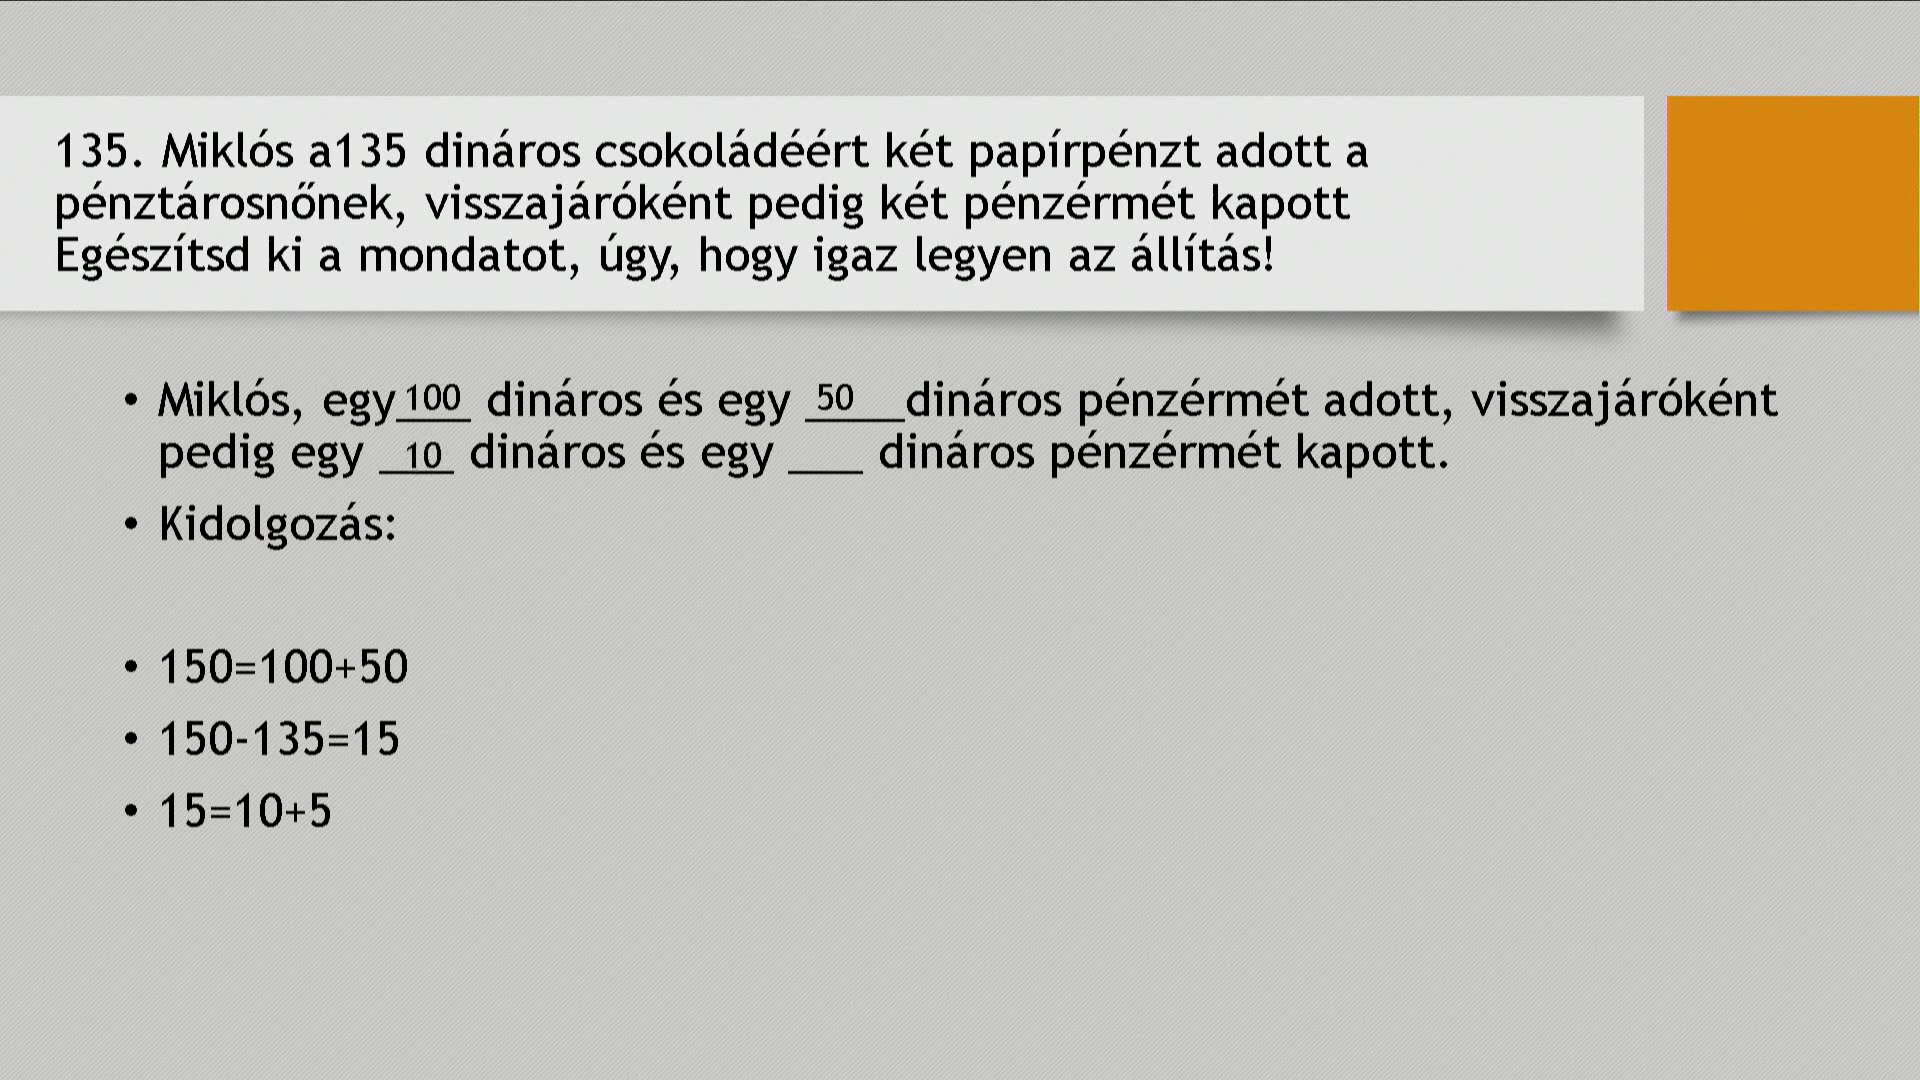 135. Miklós a135 dináros csokoládéért két papírpénzt adott a
pénztárosnőnek, visszajáróként pedig két pénzérmét kapott
Egészítsd ki a mondatot, úgy, hogy igaz legyen az állítás!
• Miklós, egy 100 dináros és egy 50 dináros pénzérmét adott, visszajáróként
pedig egy 10 dináros és egy ___ dináros pénzérmét kapott.
• Kidolgozás:
• 150=100+50
• 150-135=15
• 15=10+5